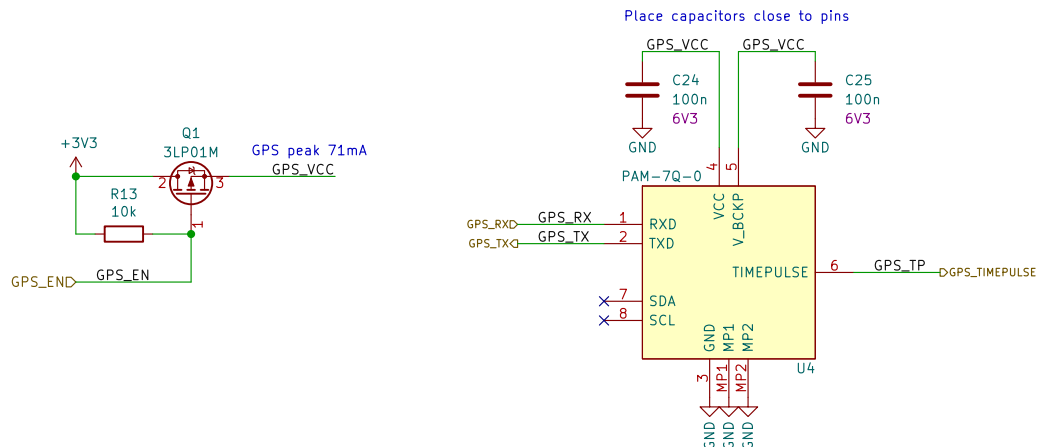 Place capacitors close to pins
GPS_VCC
GPS_VCC
C24
100n
6V3
GND
C25
100n
6V3
GND
+3V3
Q1
3LP01M
GPS peak 71mA
GPS_VCC
2
3
1
R13
10k
GPS_EN
GPS_EN
PAM-7Q-0
4
5
VCC
V_BCKP
GPS_RX
GPS_RX
1
RXD
GPS_TX
GPS_TX
2
TXD
TIMEPULSE
6
GPS_TP
GPS_TIMEPULSE
7
SDA
8
SCL
GND
MP1
MP2
U4
3
MP1
MP2
GND
GND
GND